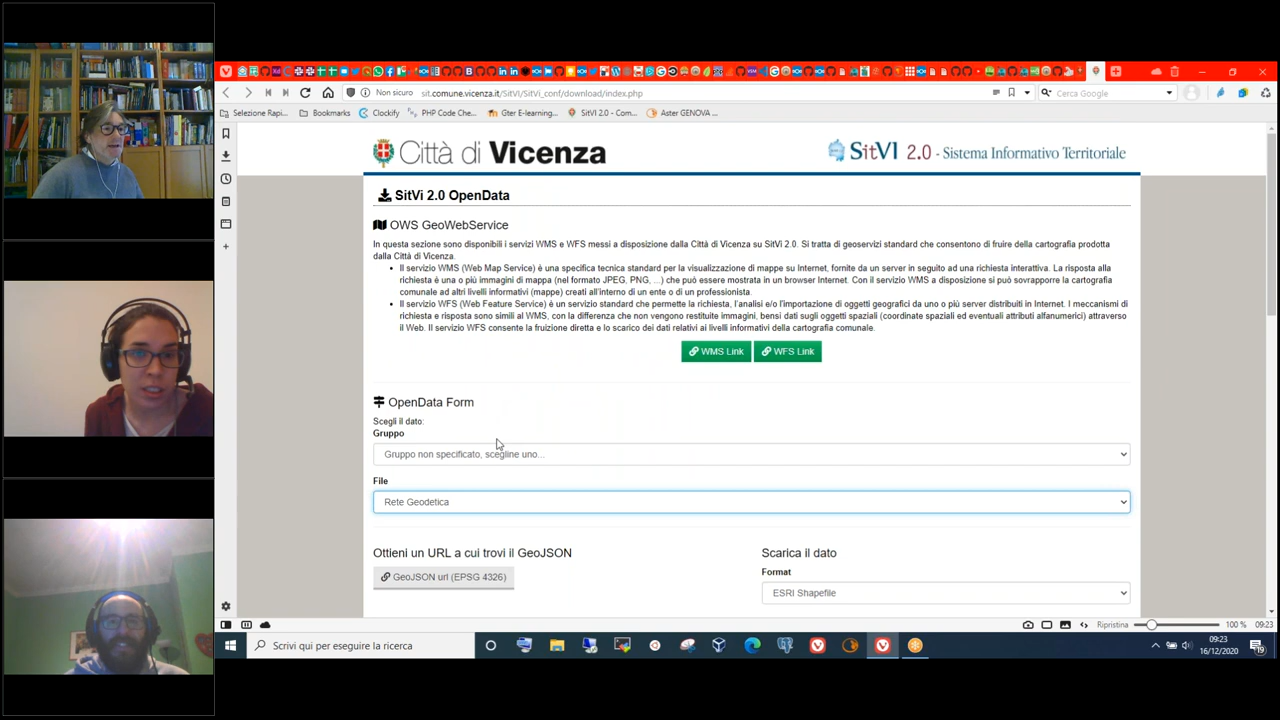 Non sicuro sit.comune.vicenza.it/SitVI/SitVi_conf/download/index.php
Cerca Google
Selezione Rapi...
Bookmarks
Clockify
PHP Code Che...
Gter E-learning...
SitVI 2.0 - Com...
Aster GENOVA ...
Città di Vicenza
SitVI 2.0 - Sistema Informativo Territoriale
SitVi 2.0 OpenData
OWS GeoWebService
In questa sezione sono disponibili i servizi WMS e WFS messi a disposizione dalla Città di Vicenza su SitVi 2.0. Si tratta di geoservizi standard che consentono di fruire della cartografia prodotta
dalla Città di Vicenza.
• Il servizio WMS (Web Map Service) è una specifica tecnica standard per la visualizzazione di mappe su Internet, fornite da un server in seguito ad una richiesta interattiva. La risposta alla
richiesta è una o più immagini di mappa (nel formato JPEG, PNG, ...) che può essere mostrata in un browser Internet. Con il servizio WMS a disposizione si può sovrapporre la cartografia
comunale ad altri livelli informativi (mappe) creati all'interno di un ente o di un professionista.
• Il servizio WFS (Web Feature Service) è un servizio standard che permette la richiesta, l'analisi e/o l'importazione di oggetti geografici da uno o più server distribuiti in Internet. I meccanismi di
richiesta e risposta sono simili al WMS, con la differenza che non vengono restituite immagini, bensì dati sugli oggetti spaziali (coordinate spaziali ed eventuali attributi alfanumerici) attraverso
il Web. Il servizio WFS consente la fruizione diretta e lo scarico dei dati relativi ai livelli informativi della cartografia comunale.
WMS Link
WFS Link
OpenData Form
Scegli il dato:
Gruppo
Gruppo non specificato, scegline uno...
File
Rete Geodetica
Ottieni un URL a cui trovi il GeoJSON
GeoJSON url (EPSG 4326)
Scarica il dato
Format
ESRI Shapefile
Ripristina
100 %
09:23
Scrivi qui per eseguire la ricerca
09:23
16/12/2020
19